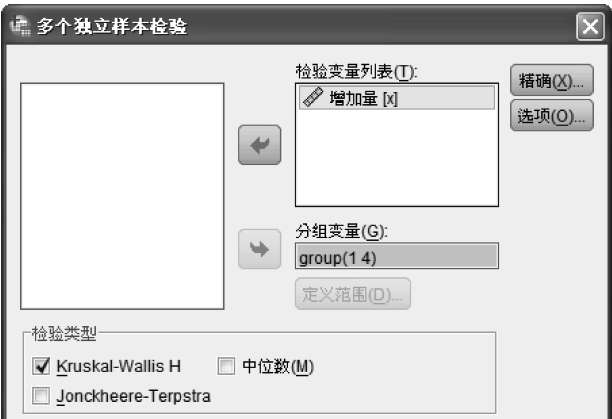 多个独立样本检验
检验变量列表(T):
增加量 [x]
精确(X)...
选项(O)...
分组变量(G):
group(1 4)
定义范围(D)...
检验类型
Kruskal-Wallis H
中位数(M)
Jonckheere-Terpstra